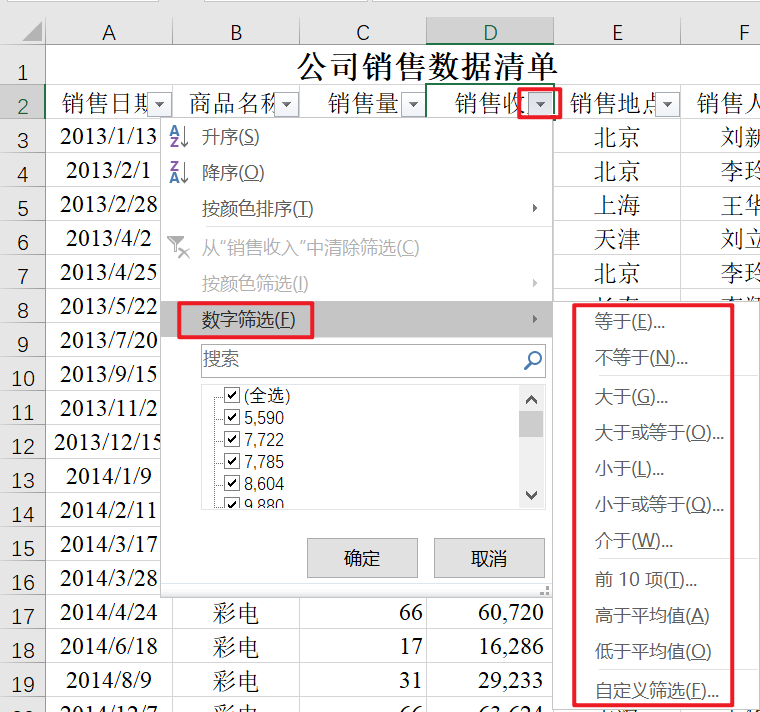 A B C D E F
1 公司销售数据清单
2 销售日期 商品名称 销售量 销售收 销售地点 销售人
3 2013/1/13 升序(S) 北京 刘新
4 2013/2/1 降序(O) 北京 李玲
5 2013/2/28 按颜色排序(T) 上海 王华
6 2013/4/2 从“销售收入”中清除筛选(C) 天津 刘立
7 2013/4/25 按颜色筛选(I) 北京 李玲
8 2013/5/22 数字筛选(F)
9 2013/7/20 搜索
10 2013/9/15 (全选)
11 2013/11/2 5,590
12 2013/12/15 7,722
13 2014/1/9 7,785
14 2014/2/11 8,604
9,880
15 2014/3/17 确定 取消
16 2014/3/28
17 2014/4/24 彩电 66 60,720
18 2014/6/18 彩电 17 16,286
19 2014/8/9 彩电 31 29,233
等于(E)...
不等于(N)...
大于(G)...
大于或等于(O)...
小于(L)...
小于或等于(Q)...
介于(W)...
前 10 项(T)...
高于平均值(A)
低于平均值(O)
自定义筛选(F)...